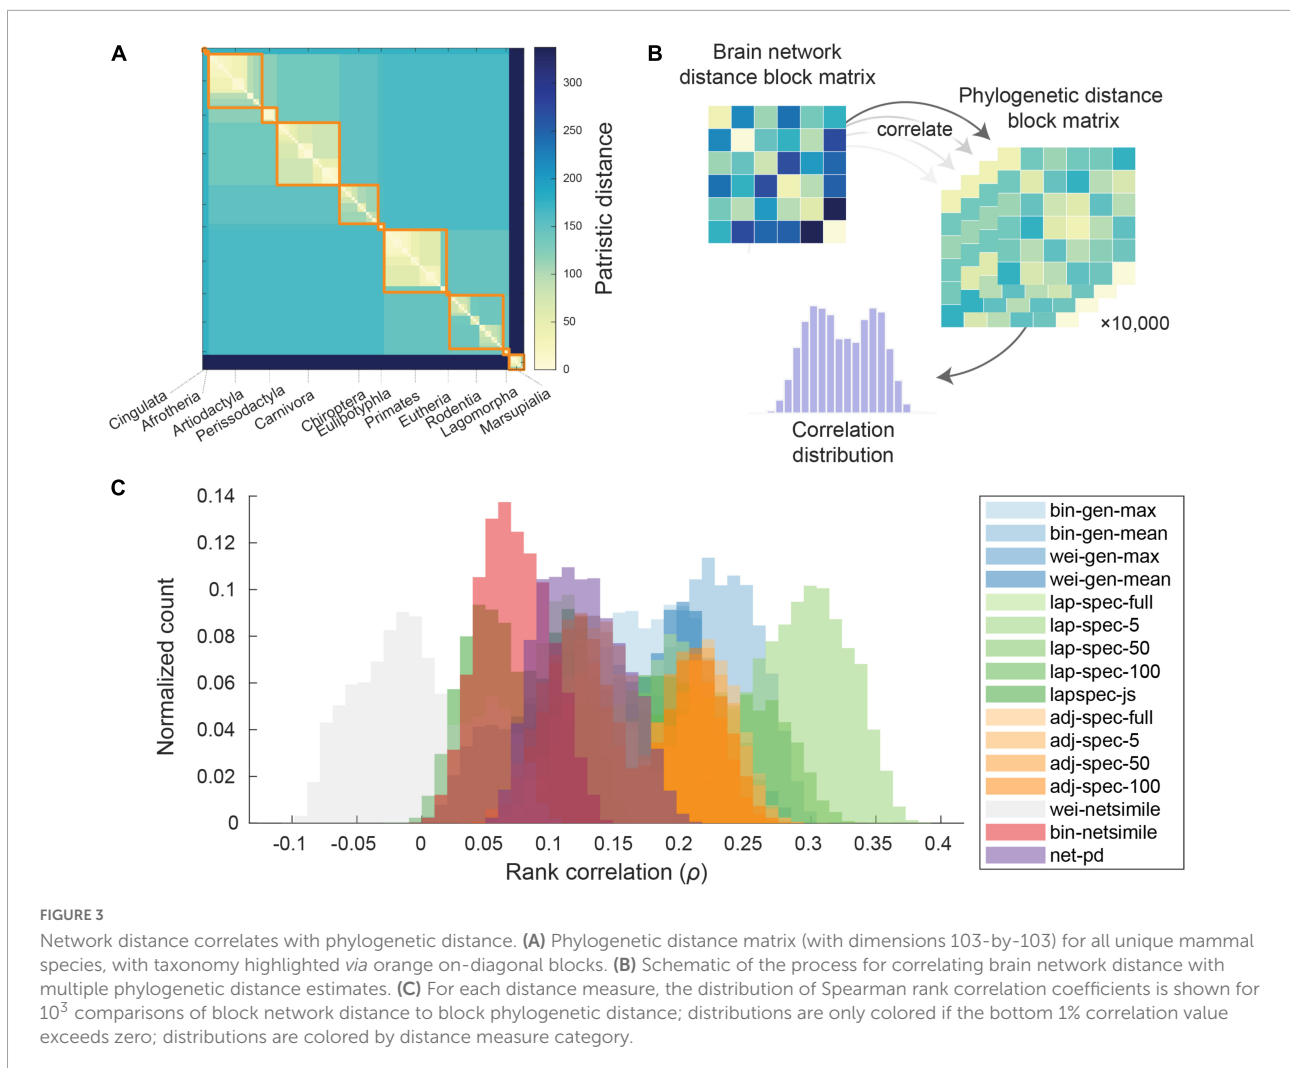 A
300
250
200
150
100
50
0
Patristic distance
Cingulata
Afrotheria
Artiodactyla
Perissodactyla
Carnivora
Chiroptera
Eulipotyphla
Primates
Eutheria
Rodentia
Lagomorpha
Marsupialia
B
Brain network
distance block matrix
correlate
Phylogenetic distance
block matrix
×10,000
Correlation
distribution
C
0.14
0.12
0.1
0.08
0.06
0.04
0.02
0
Normalized count
-0.1 -0.05 0 0.05 0.1 0.15 0.2 0.25 0.3 0.35 0.4
Rank correlation (ρ)
bin-gen-max
bin-gen-mean
wei-gen-max
wei-gen-mean
lap-spec-full
lap-spec-5
lap-spec-50
lap-spec-100
lapspec-js
adj-spec-full
adj-spec-5
adj-spec-50
adj-spec-100
wei-netsimile
bin-netsimile
net-pd
FIGURE 3
Network distance correlates with phylogenetic distance. (A) Phylogenetic distance matrix (with dimensions 103-by-103) for all unique mammal
species, with taxonomy highlighted via orange on-diagonal blocks. (B) Schematic of the process for correlating brain network distance with
multiple phylogenetic distance estimates. (C) For each distance measure, the distribution of Spearman rank correlation coefficients is shown for
10³ comparisons of block network distance to block phylogenetic distance; distributions are only colored if the bottom 1% correlation value
exceeds zero; distributions are colored by distance measure category.